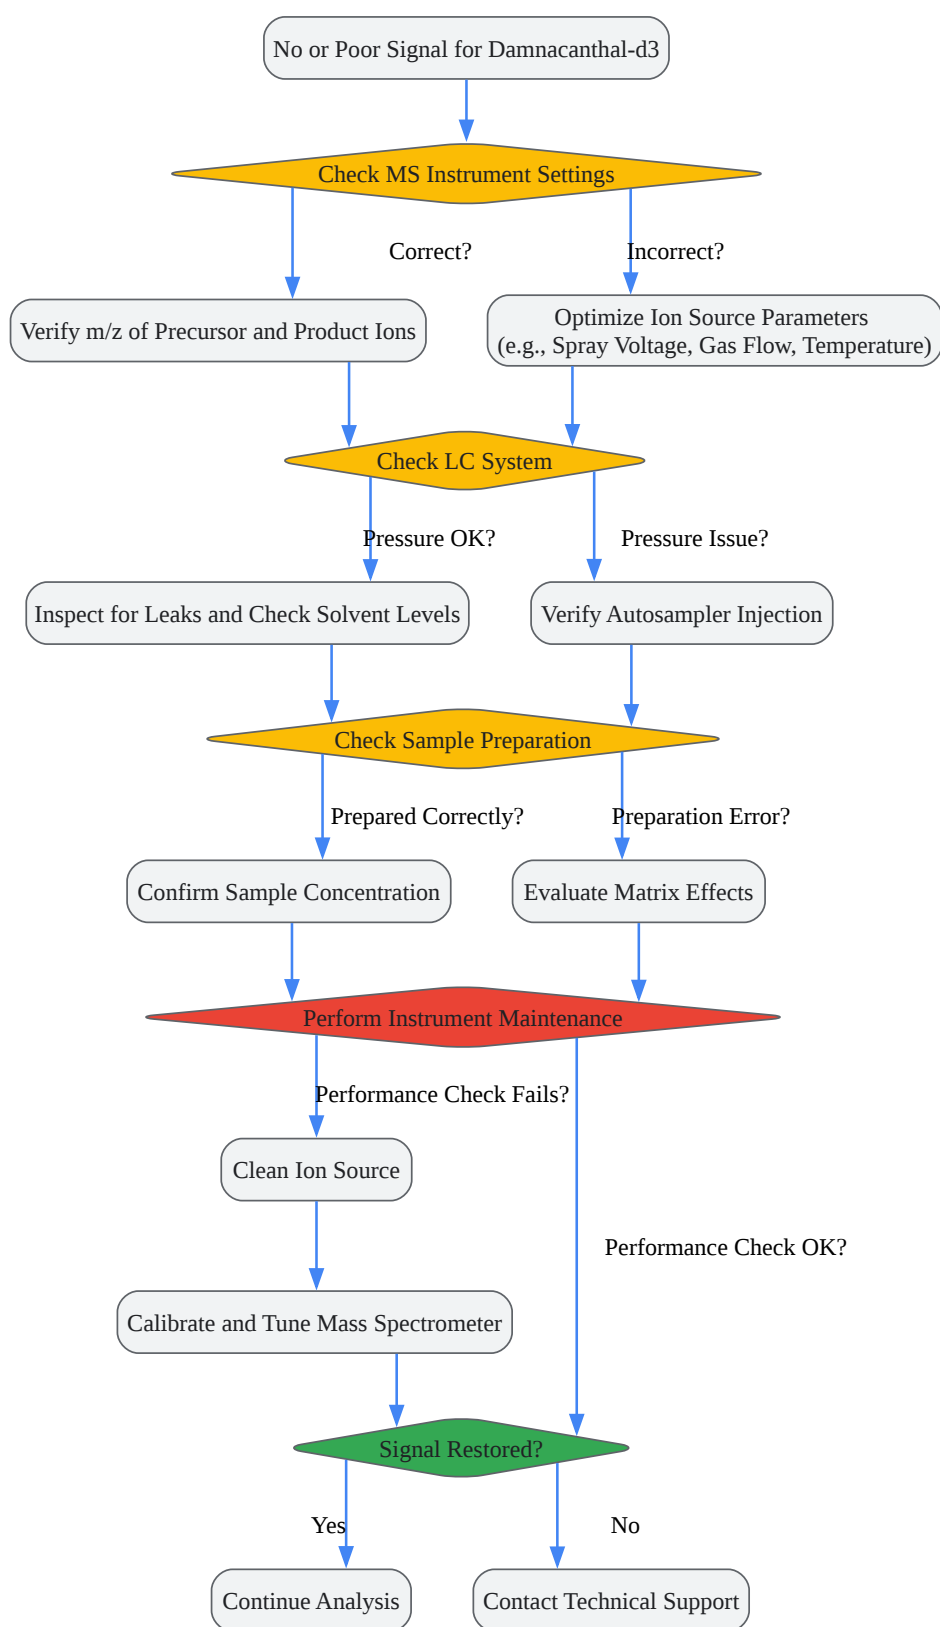 No or Poor Signal for Damnacanthal-d3
Check MS Instrument Settings
Correct?
Incorrect?
Verify m/z of Precursor and Product Ions
Optimize Ion Source Parameters
(e.g., Spray Voltage, Gas Flow, Temperature)
Check LC System
Pressure OK?
Pressure Issue?
Inspect for Leaks and Check Solvent Levels
Verify Autosampler Injection
Check Sample Preparation
Prepared Correctly?
Preparation Error?
Confirm Sample Concentration
Evaluate Matrix Effects
Perform Instrument Maintenance
Performance Check Fails?
Clean Ion Source
Performance Check OK?
Calibrate and Tune Mass Spectrometer
Signal Restored?
Yes
No
Continue Analysis
Contact Technical Support